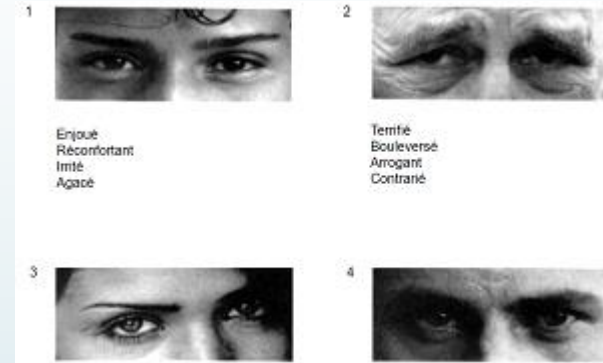 1
2
Enjoué
Réconfortant
Irrité
Agacé
Terrifié
Bouleversé
Arrogant
Contrarié
3
4